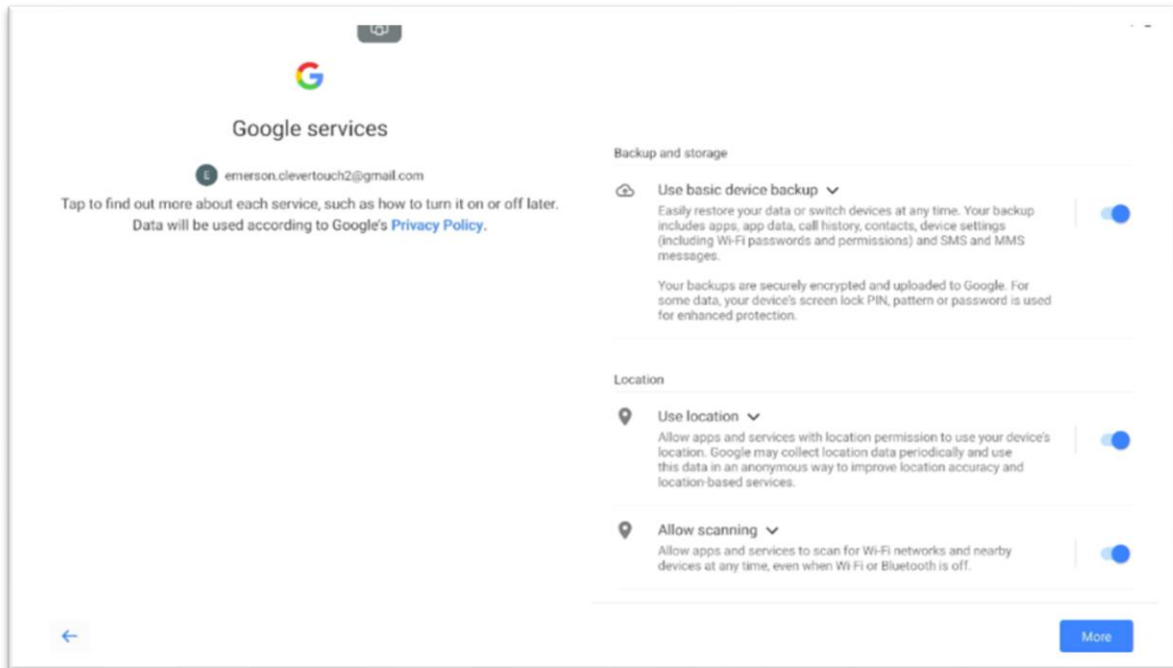 Google services
E emerson.clevertouch2@gmail.com
Tap to find out more about each service, such as how to turn it on or off later.
Data will be used according to Google's Privacy Policy.
Backup and storage
Use basic device backup
Easily restore your data or switch devices at any time. Your backup
includes apps, app data, call history, contacts, device settings
(including Wi-Fi passwords and permissions) and SMS and MMS
messages.
Your backups are securely encrypted and uploaded to Google. For
some data, your device's screen lock PIN, pattern or password is used
for enhanced protection.
Location
Use location
Allow apps and services with location permission to use your device's
location. Google may collect location data periodically and use
this data in an anonymous way to improve location accuracy and
location-based services.
Allow scanning
Allow apps and services to scan for Wi-Fi networks and nearby
devices at any time, even when Wi-Fi or Bluetooth is off.
More